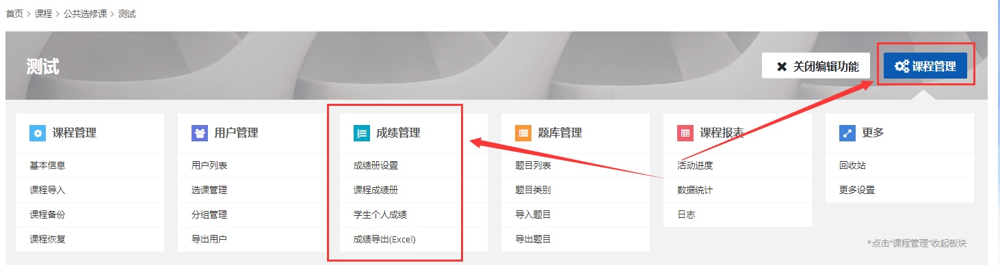 首页 > 课程 > 公共选修课 > 测试
测试
关闭编辑功能
课程管理
课程管理
基本信息
课程导入
课程备份
课程恢复
用户管理
用户列表
选课管理
分组管理
导出用户
成绩管理
成绩册设置
课程成绩册
学生个人成绩
成绩导出(Excel)
题库管理
题目列表
题目类别
导入题目
导出题目
课程报表
活动进度
数据统计
日志
更多
回收站
更多设置
*点击“课程管理”收起板块